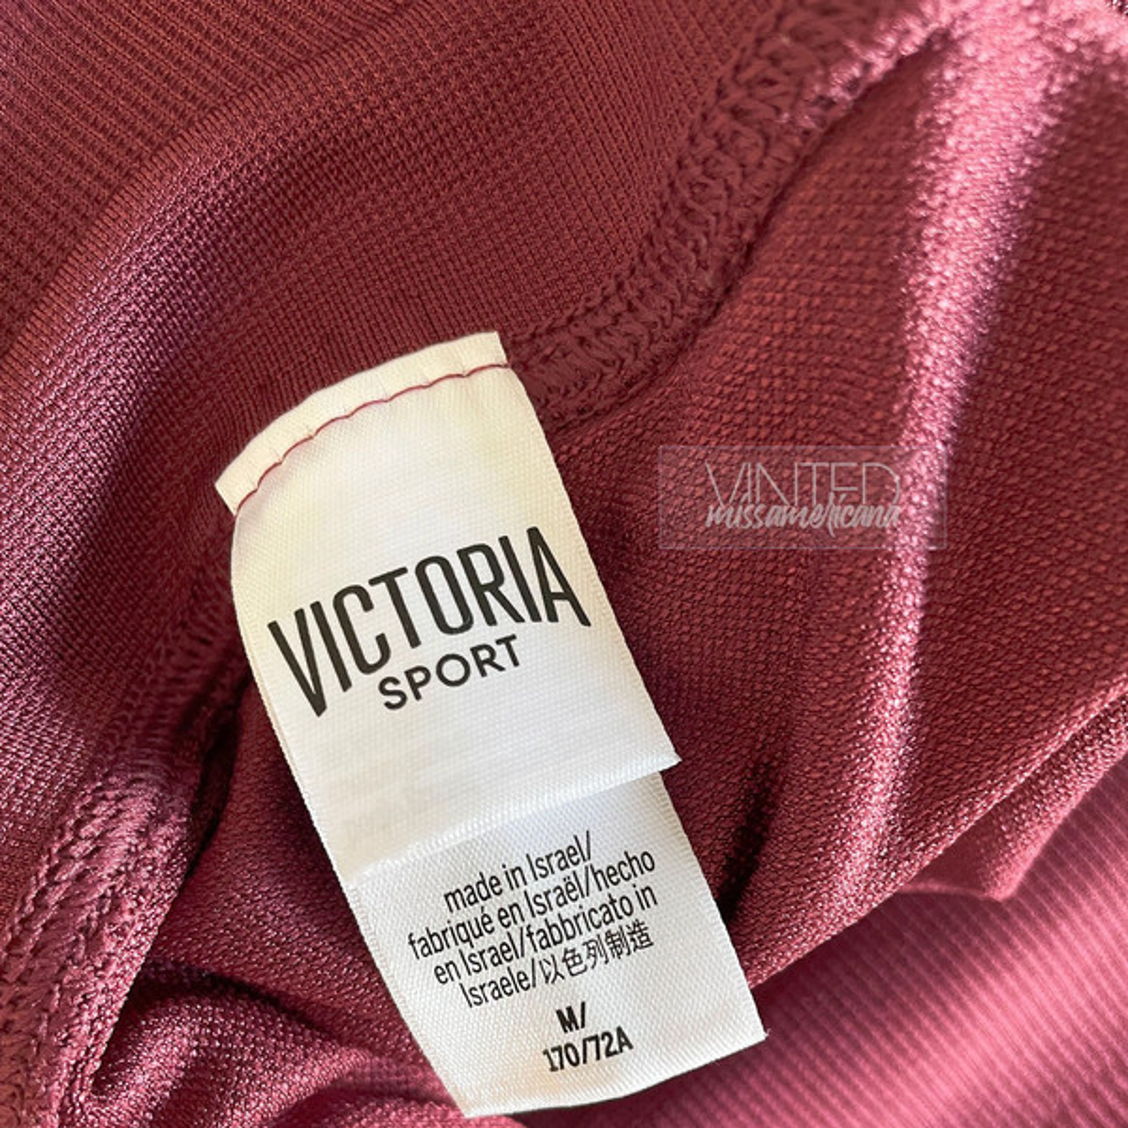 VINTED
missamericana
VICTORIA
SPORT
made in Israel/
fabriqué en Israël/hecho
en Israel/fabbricato in
Israele/以色列制造
M/
170/72A